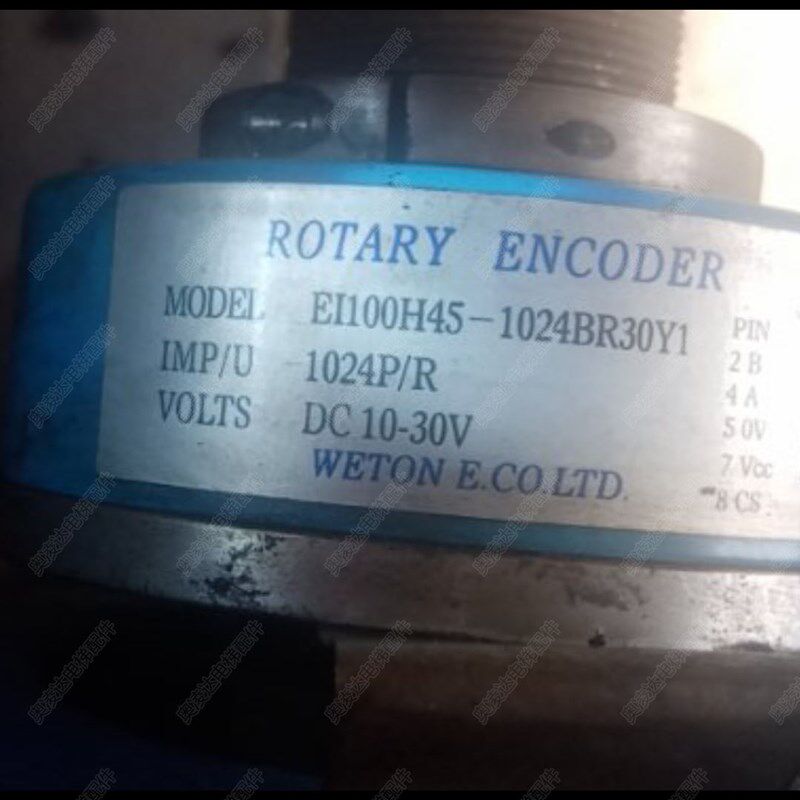 ROTARY ENCODER
MODEL EI100H45-1024BR30Y1
IMP/U 1024P/R
VOLTS DC 10-30V
WETON E.CO.LTD.
PIN
2 B
4 A
5 0V
7 Vcc
8 CS